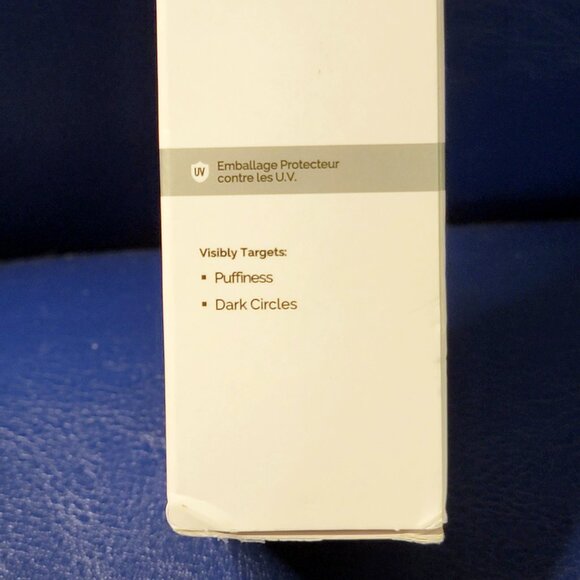 UV
Emballage Protecteur
contre les U.V.
Visibly Targets:
▪ Puffiness
▪ Dark Circles